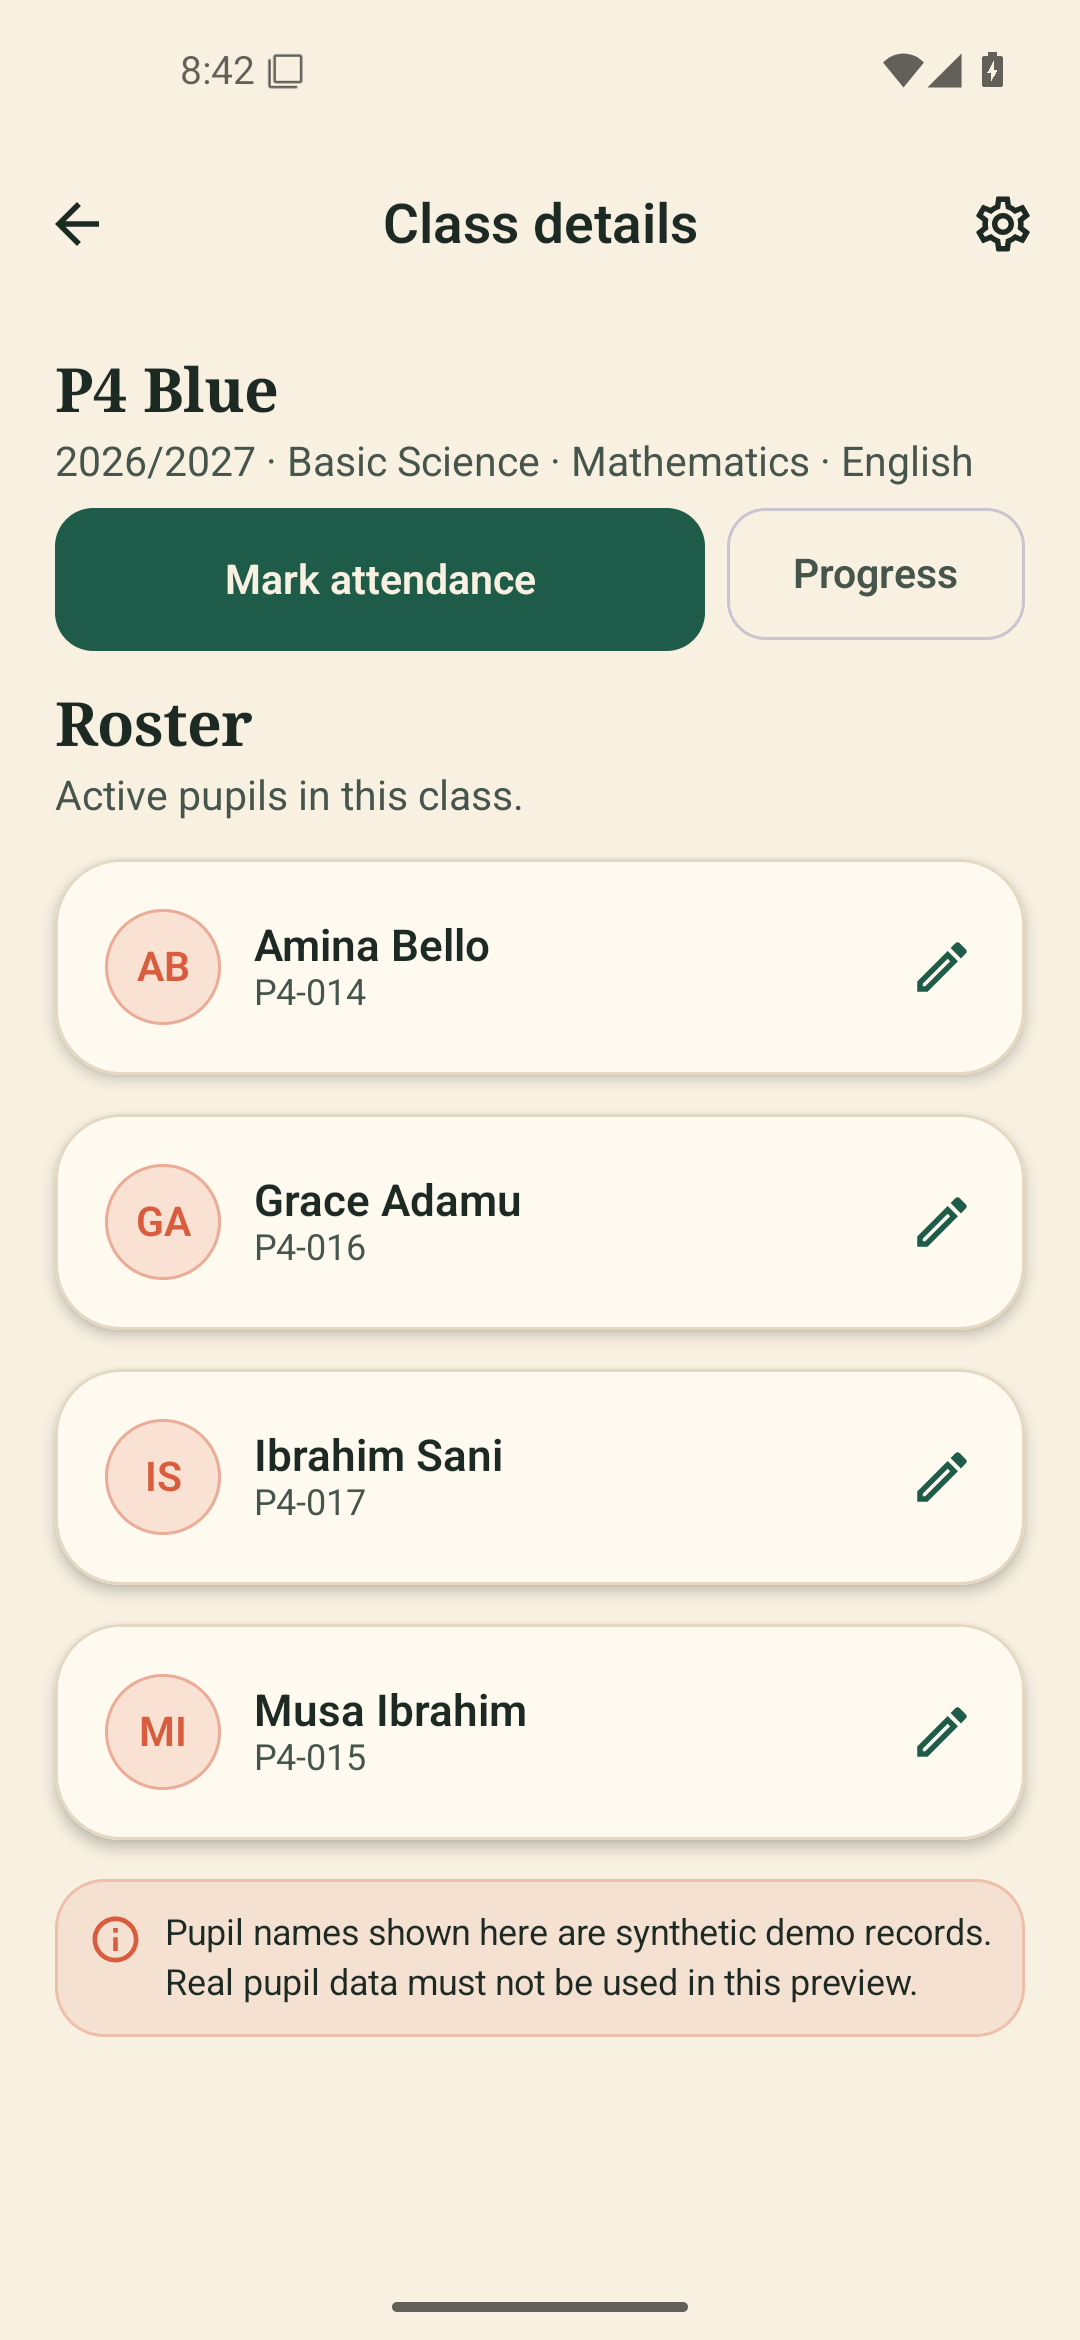 8:42
Class details
P4 Blue
2026/2027 · Basic Science · Mathematics · English
Mark attendance
Progress
Roster
Active pupils in this class.
AB
Amina Bello
P4-014
GA
Grace Adamu
P4-016
IS
Ibrahim Sani
P4-017
MI
Musa Ibrahim
P4-015
Pupil names shown here are synthetic demo records.
Real pupil data must not be used in this preview.